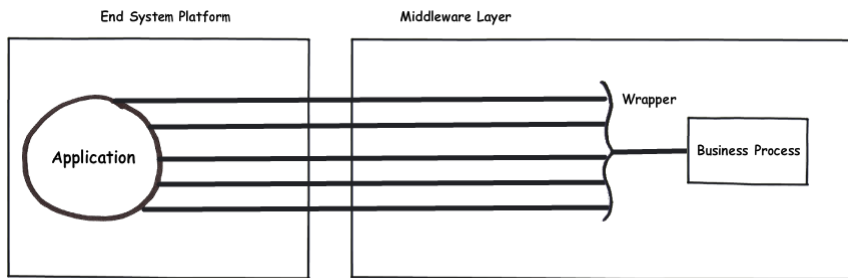 End System Platform
Middleware Layer
Wrapper
Application
Business Process